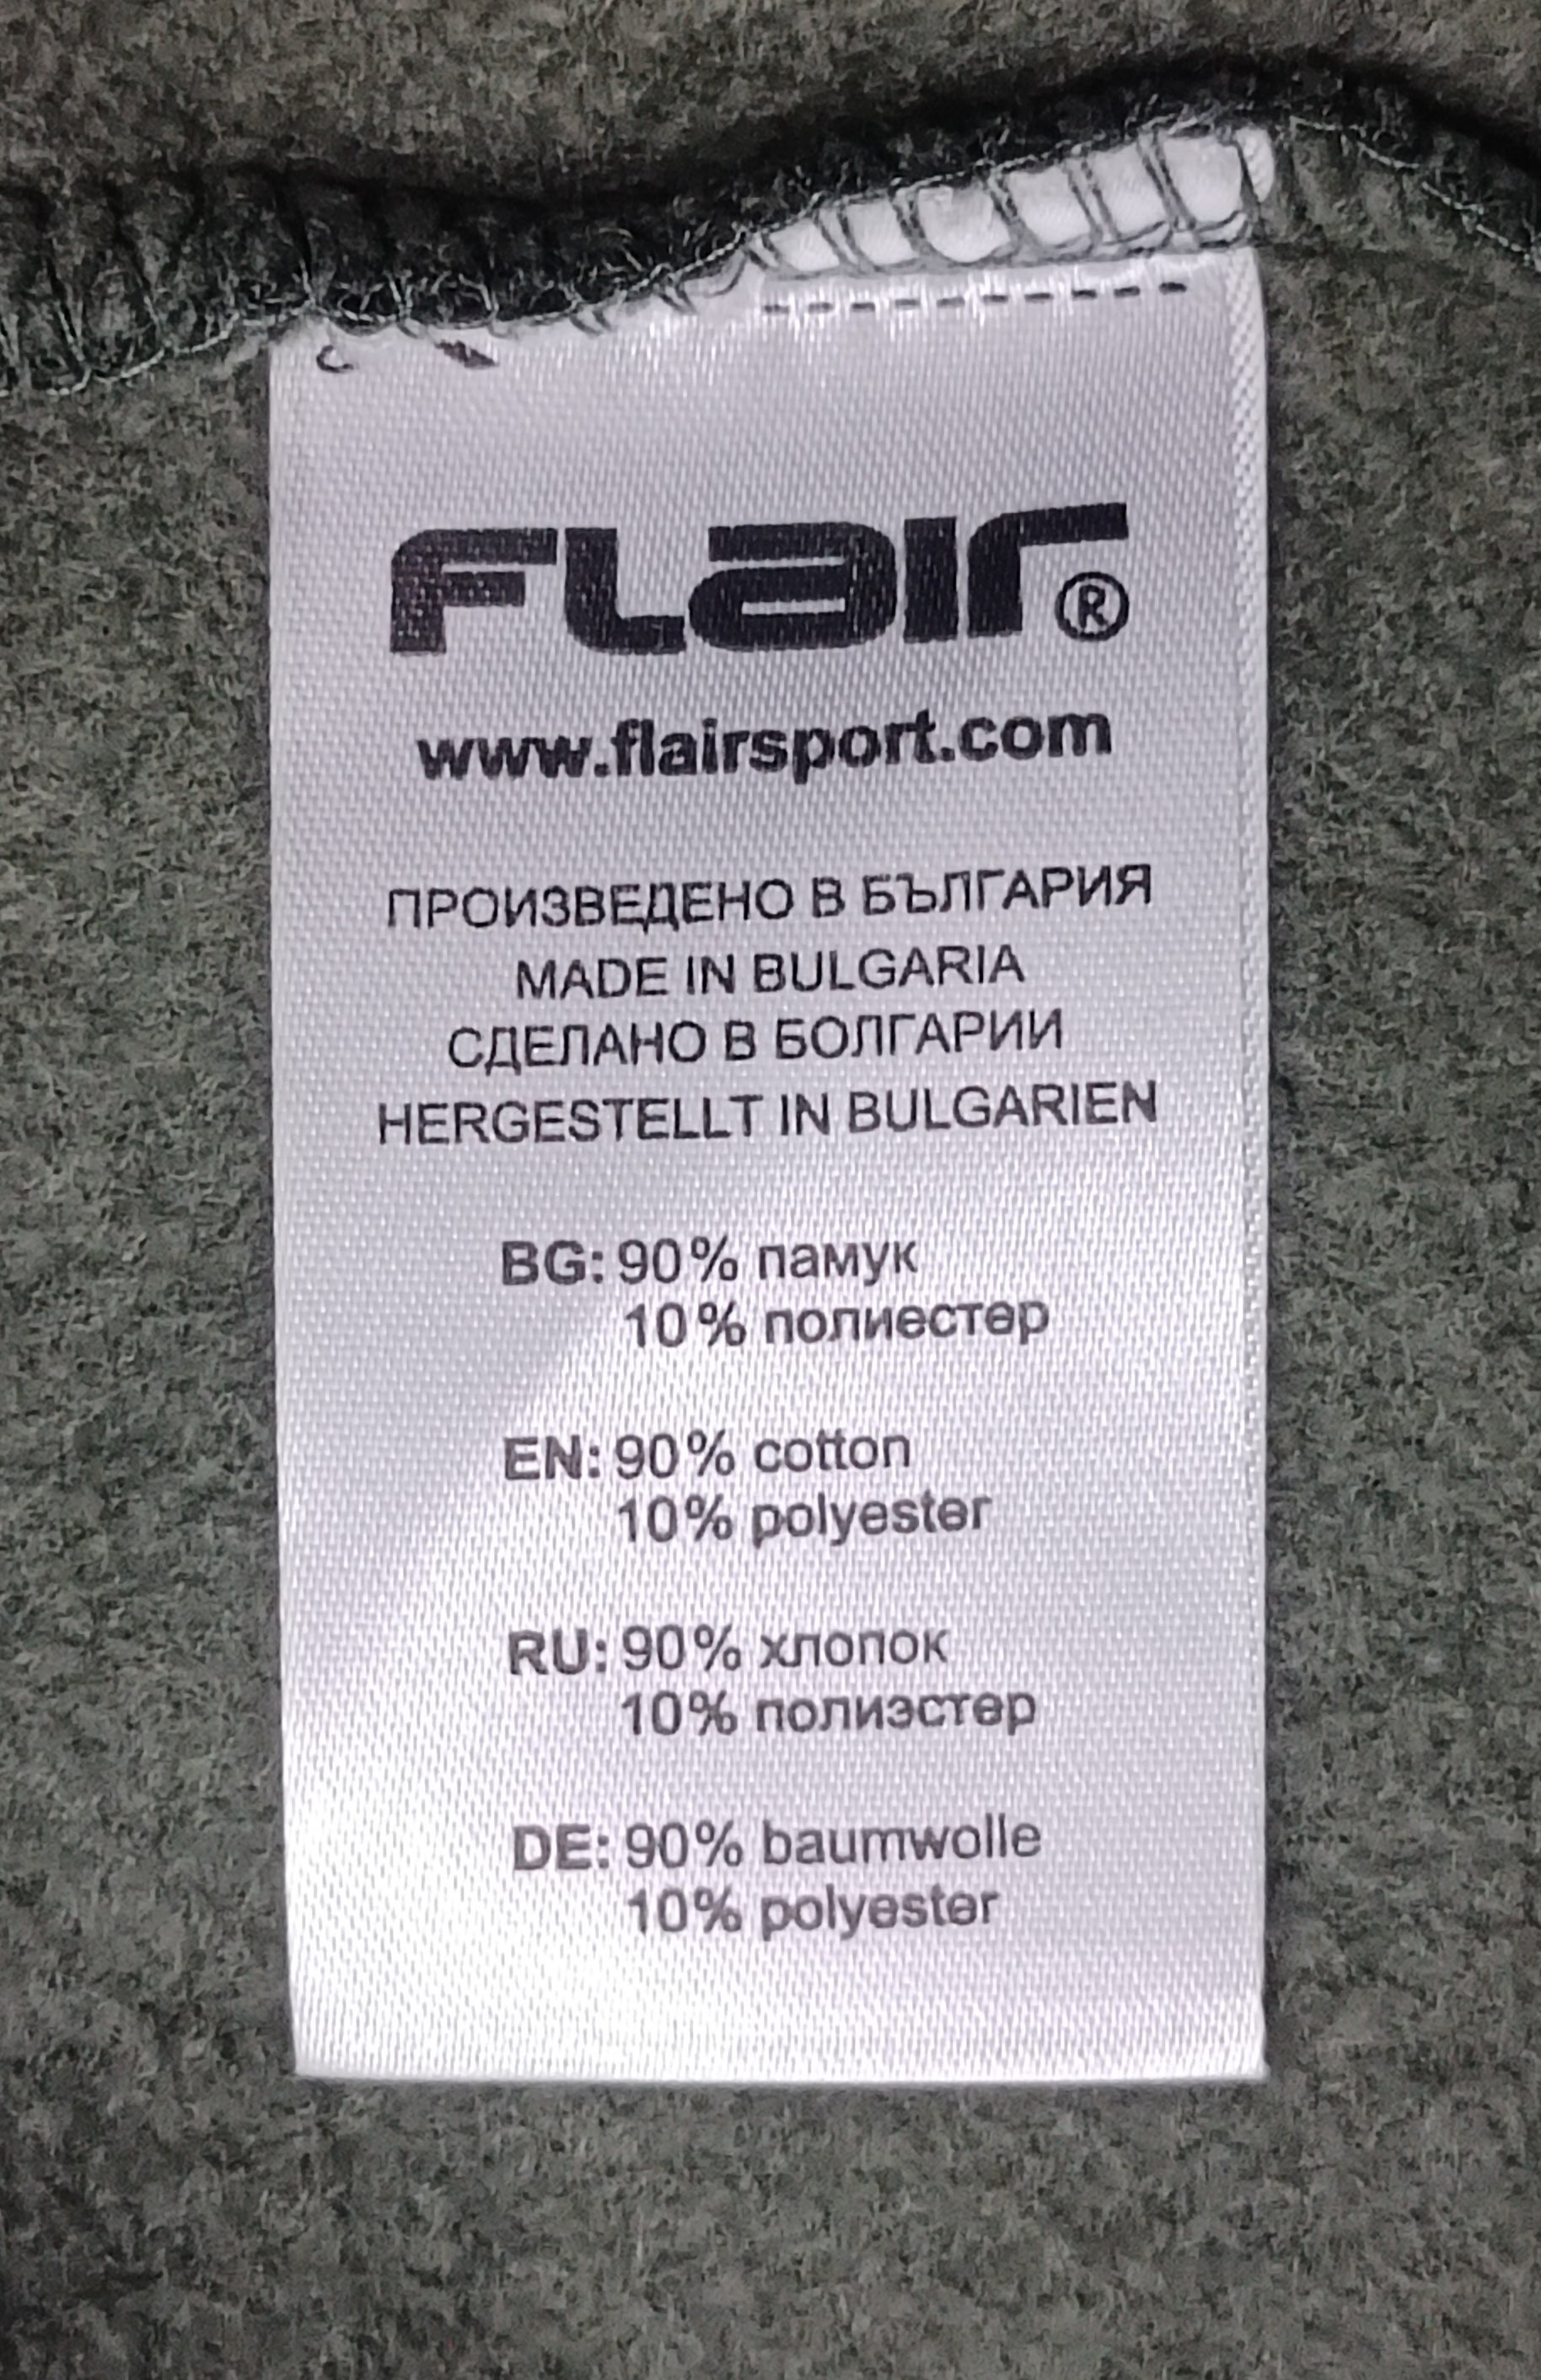 FLaIr®
www.flairsport.com
ПРОИЗВЕДЕНО В БЪЛГАРИЯ
MADE IN BULGARIA
СДЕЛАНО В БОЛГАРИИ
HERGESTELLT IN BULGARIEN
BG: 90% памук
10% полиестер
EN: 90% cotton
10% polyester
RU: 90% хлопок
10% полиэстер
DE: 90% baumwolle
10% polyester